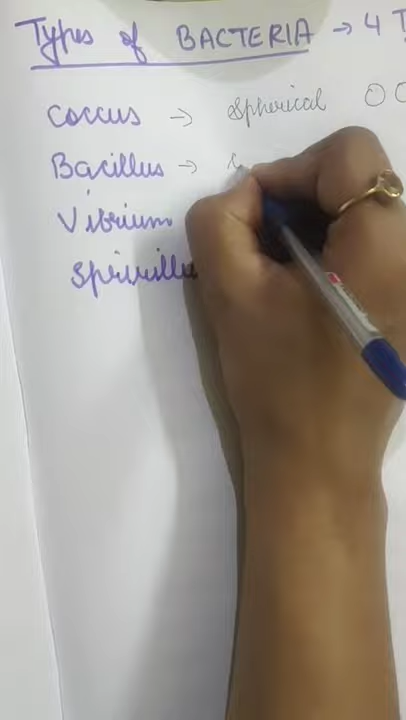 Types of BACTERIA → 4
Coccus → Spherical
Bacillus →
Vibrium
Spirillu